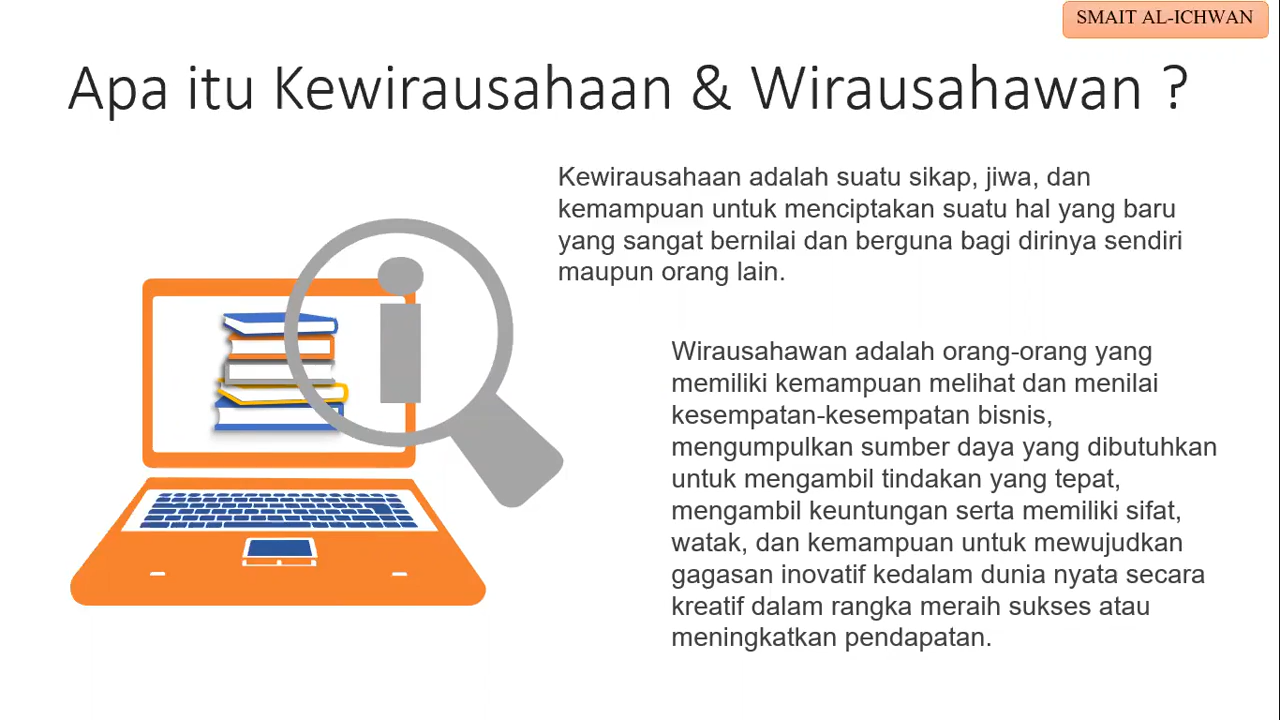 SMAIT AL-ICHWAN
Apa itu Kewirausahaan & Wirausahawan ?
Kewirausahaan adalah suatu sikap, jiwa, dan
kemampuan untuk menciptakan suatu hal yang baru
yang sangat bernilai dan berguna bagi dirinya sendiri
maupun orang lain.
Wirausahawan adalah orang-orang yang
memiliki kemampuan melihat dan menilai
kesempatan-kesempatan bisnis,
mengumpulkan sumber daya yang dibutuhkan
untuk mengambil tindakan yang tepat,
mengambil keuntungan serta memiliki sifat,
watak, dan kemampuan untuk mewujudkan
gagasan inovatif kedalam dunia nyata secara
kreatif dalam rangka meraih sukses atau
meningkatkan pendapatan.